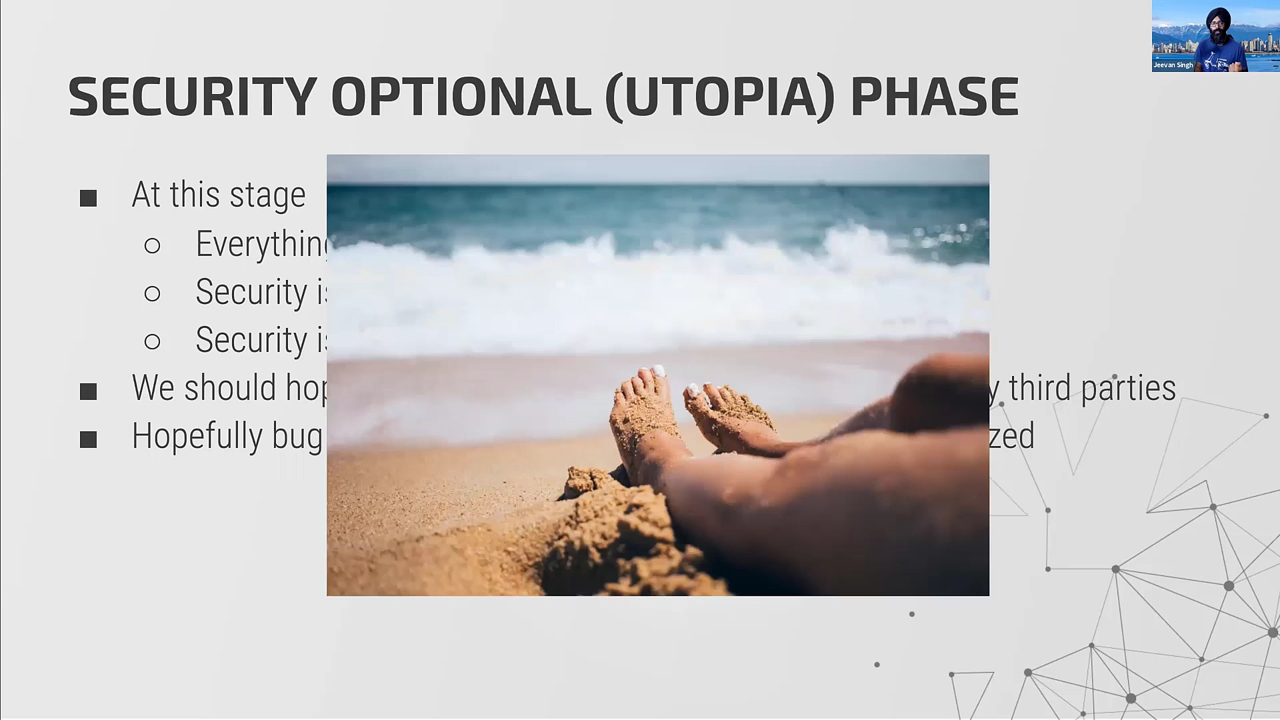 Jeevan Singh
SECURITY OPTIONAL (UTOPIA) PHASE
At this stage
Everything
Security is
Security is
We should hop y third parties
Hopefully bug zed